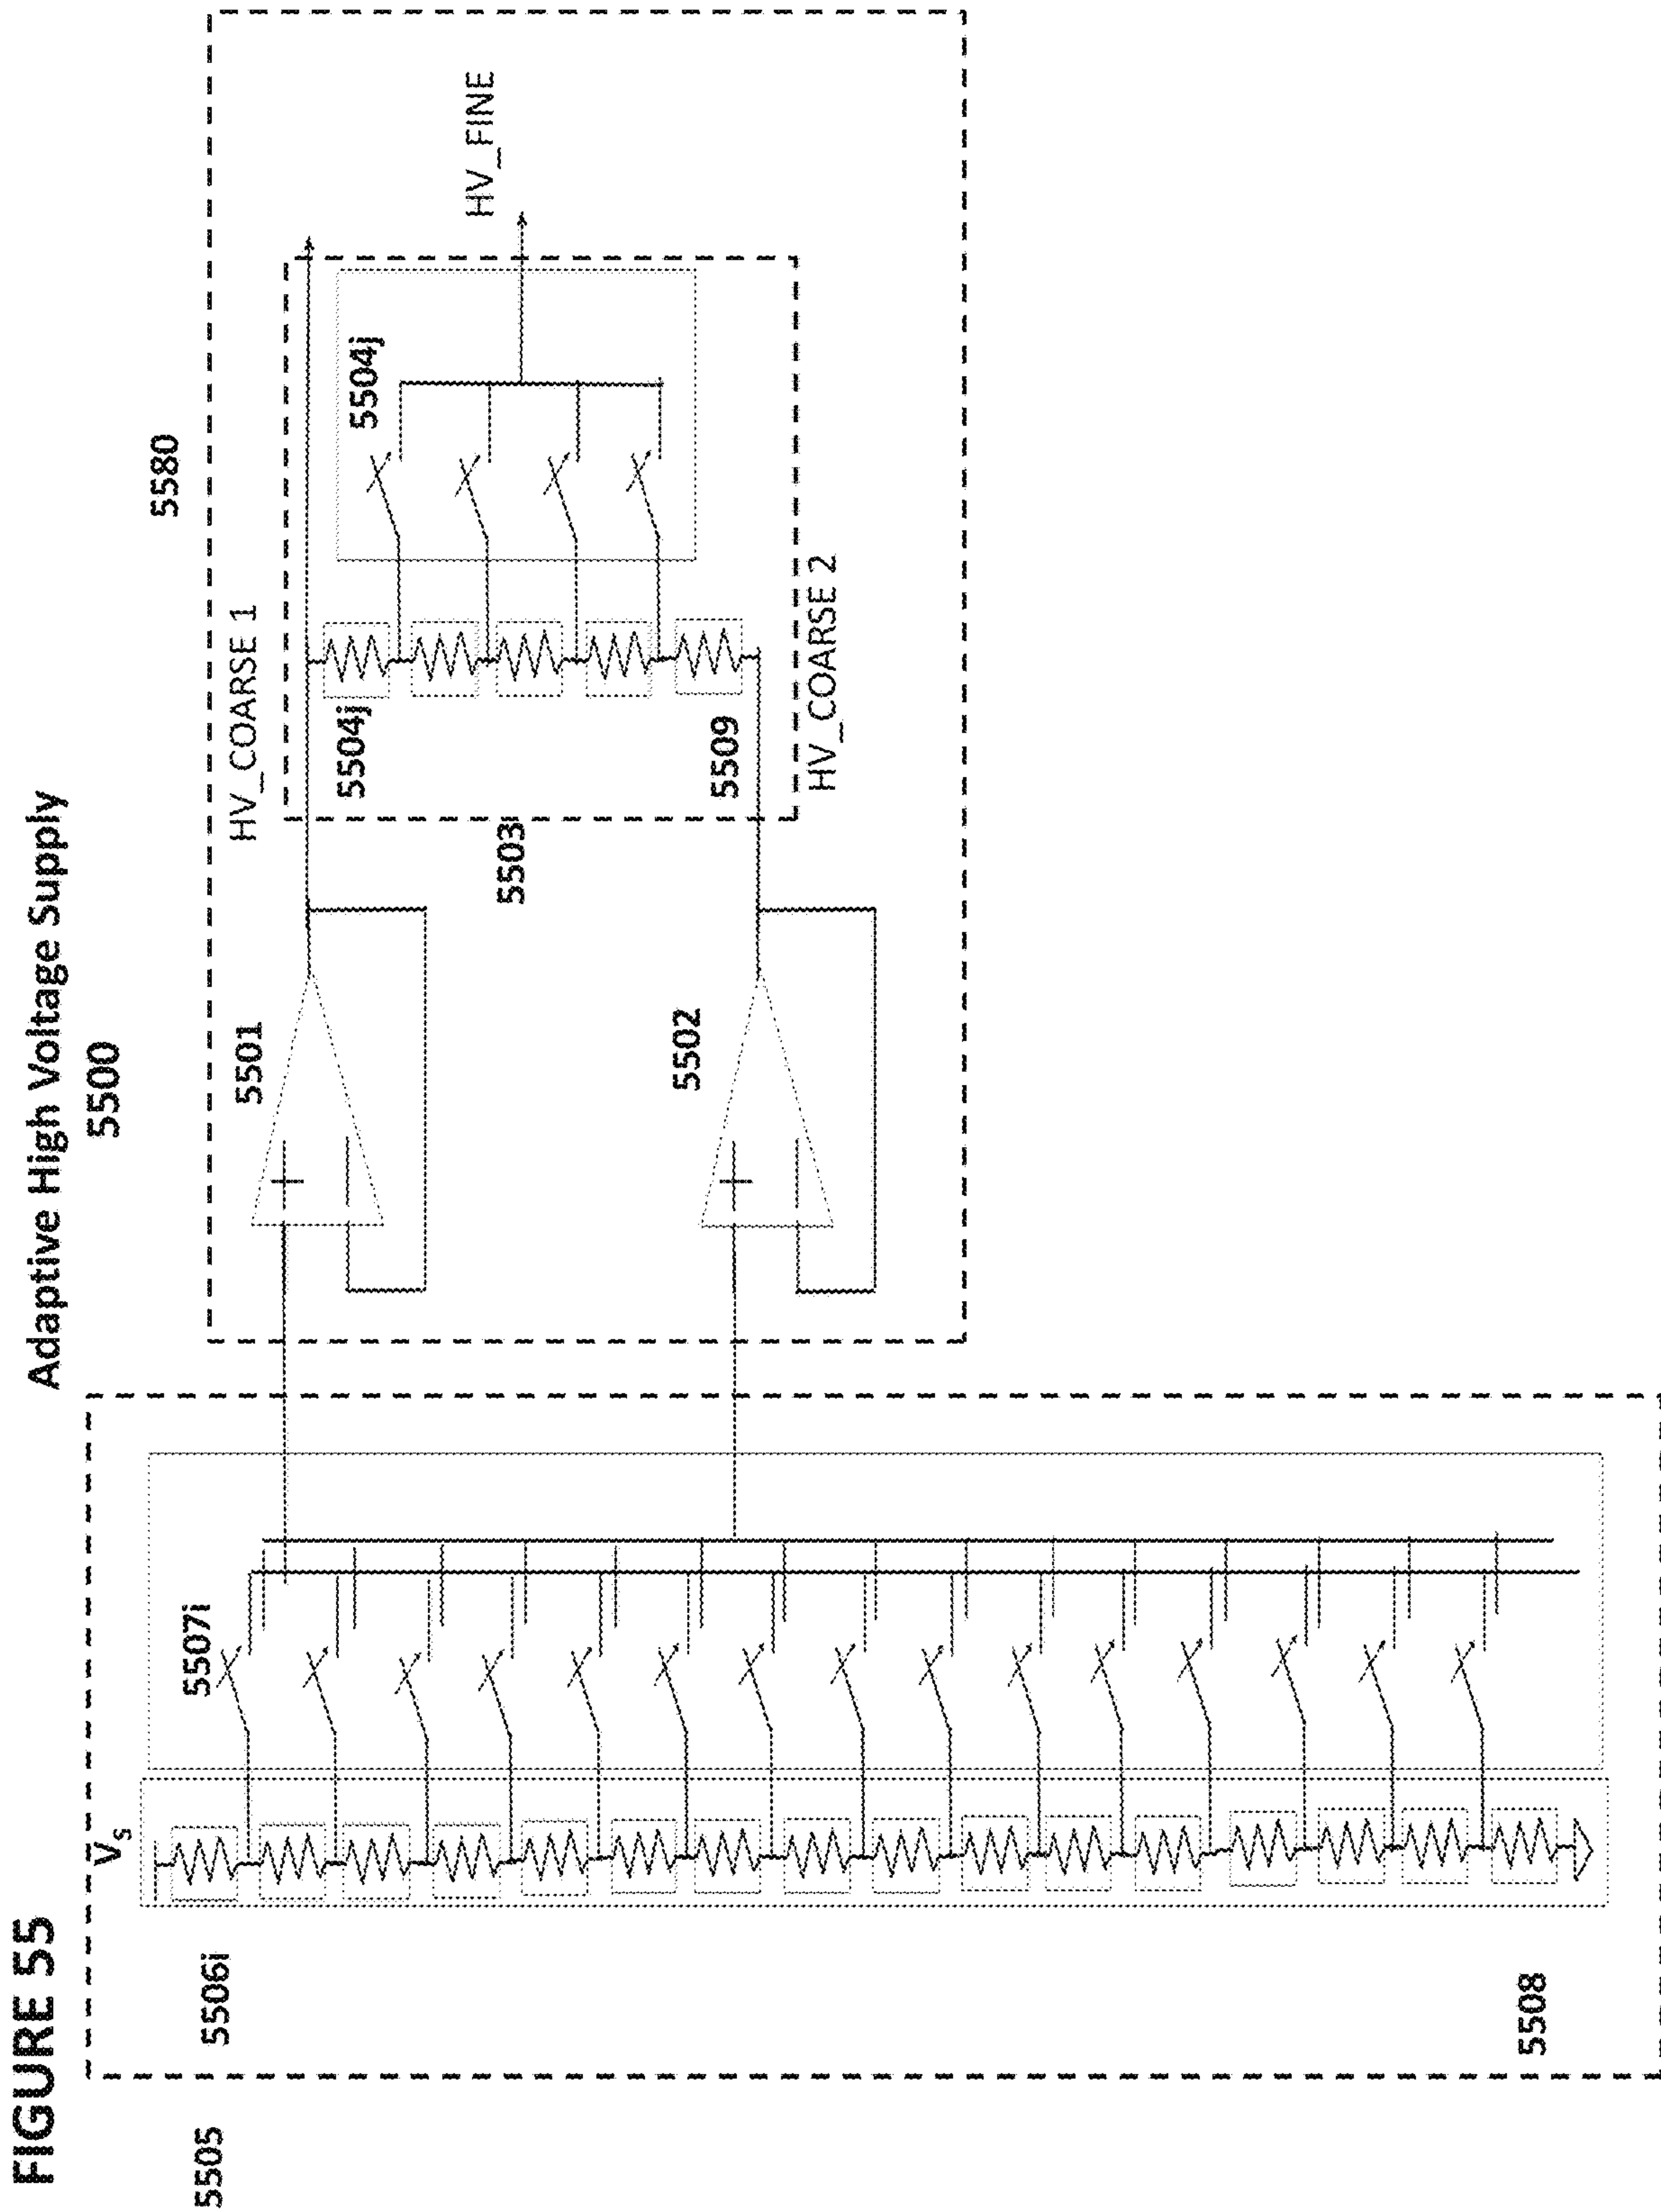 FIGURE 55
Adaptive High Voltage Supply
5500
5505
5506i
Vs
5507i
5508
5580
5501
5502
HV_COARSE 1
5503
5504j
5504j
5509
HV_COARSE 2
HV_FINE
+
+